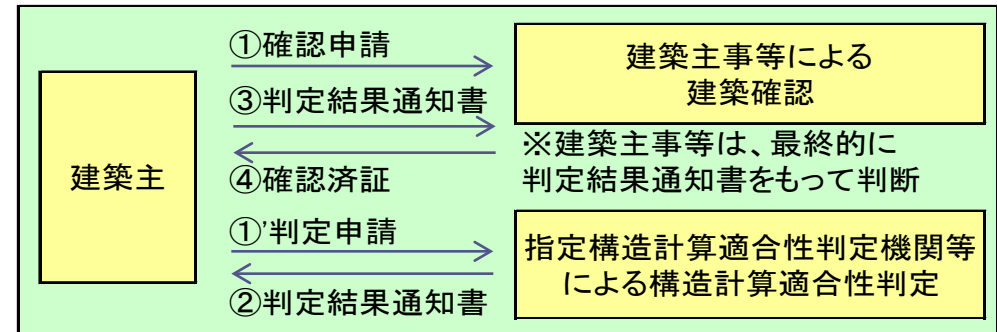 建築主
①確認申請
③判定結果通知書
④確認済証
①’判定申請
②判定結果通知書
建築主事等による
建築確認
※建築主事等は、最終的に
判定結果通知書をもって判断
指定構造計算適合性判定機関等
による構造計算適合性判定